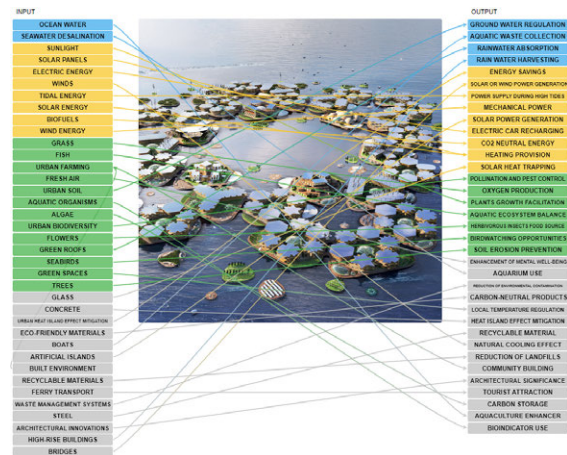 INPUT
OCEAN WATER
SEAWATER DESALINATION
SUNLIGHT
SOLAR PANELS
ELECTRIC ENERGY
WINDS
TIDAL ENERGY
SOLAR ENERGY
BIOFUELS
WIND ENERGY
GRASS
FISH
URBAN FARMING
FRESH AIR
URBAN SOIL
AQUATIC ORGANISMS
ALGAE
URBAN BIODIVERSITY
FLOWERS
GREEN ROOFS
SEABIRDS
GREEN SPACES
TREES
GLASS
CONCRETE
URBAN HEAT ISLAND EFFECT MITIGATION
ECO-FRIENDLY MATERIALS
BOATS
ARTIFICIAL ISLANDS
BUILT ENVIRONMENT
RECYCLABLE MATERIALS
FERRY TRANSPORT
WASTE MANAGEMENT SYSTEMS
STEEL
ARCHITECTURAL INNOVATIONS
HIGH-RISE BUILDINGS
BRIDGES
OUTPUT
GROUND WATER REGULATION
AQUATIC WASTE COLLECTION
RAINWATER ABSORPTION
RAIN WATER HARVESTING
ENERGY SAVINGS
SOLAR OR WIND POWER GENERATION
POWER SUPPLY DURING HIGH TIDES
MECHANICAL POWER
SOLAR POWER GENERATION
ELECTRIC CAR RECHARGING
CO2 NEUTRAL ENERGY
HEATING PROVISION
SOLAR HEAT TRAPPING
POLLINATION AND PEST CONTROL
OXYGEN PRODUCTION
PLANTS GROWTH FACILITATION
AQUATIC ECOSYSTEM BALANCE
HERBIVOROUS INSECTS FOOD SOURCE
BIRDWATCHING OPPORTUNITIES
SOIL EROSION PREVENTION
ENHANCEMENT OF MENTAL WELL-BEING
AQUARIUM USE
REDUCTION OF ENVIRONMENTAL CONTAMINATION
CARBON-NEUTRAL PRODUCTS
LOCAL TEMPERATURE REGULATION
HEAT ISLAND EFFECT MITIGATION
RECYCLABLE MATERIAL
NATURAL COOLING EFFECT
REDUCTION OF LANDFILLS
COMMUNITY BUILDING
ARCHITECTURAL SIGNIFICANCE
TOURIST ATTRACTION
CARBON STORAGE
AQUACULTURE ENHANCER
BIOINDICATOR USE